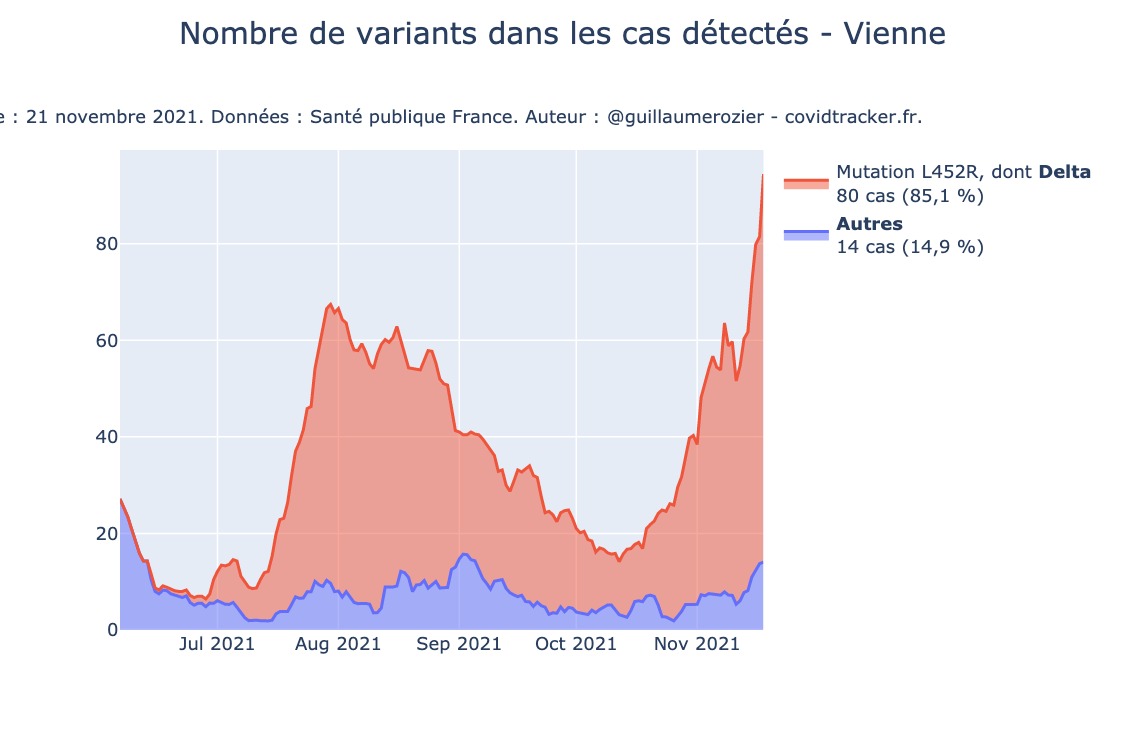 Nombre de variants dans les cas détectés - Vienne
: 21 novembre 2021. Données : Santé publique France. Auteur : @guillaumerozier - covidtracker.fr.
Mutation L452R, dont Delta
80 cas (85,1 %)
Autres
14 cas (14,9 %)
80
60
40
20
0
Jul 2021 Aug 2021 Sep 2021 Oct 2021 Nov 2021